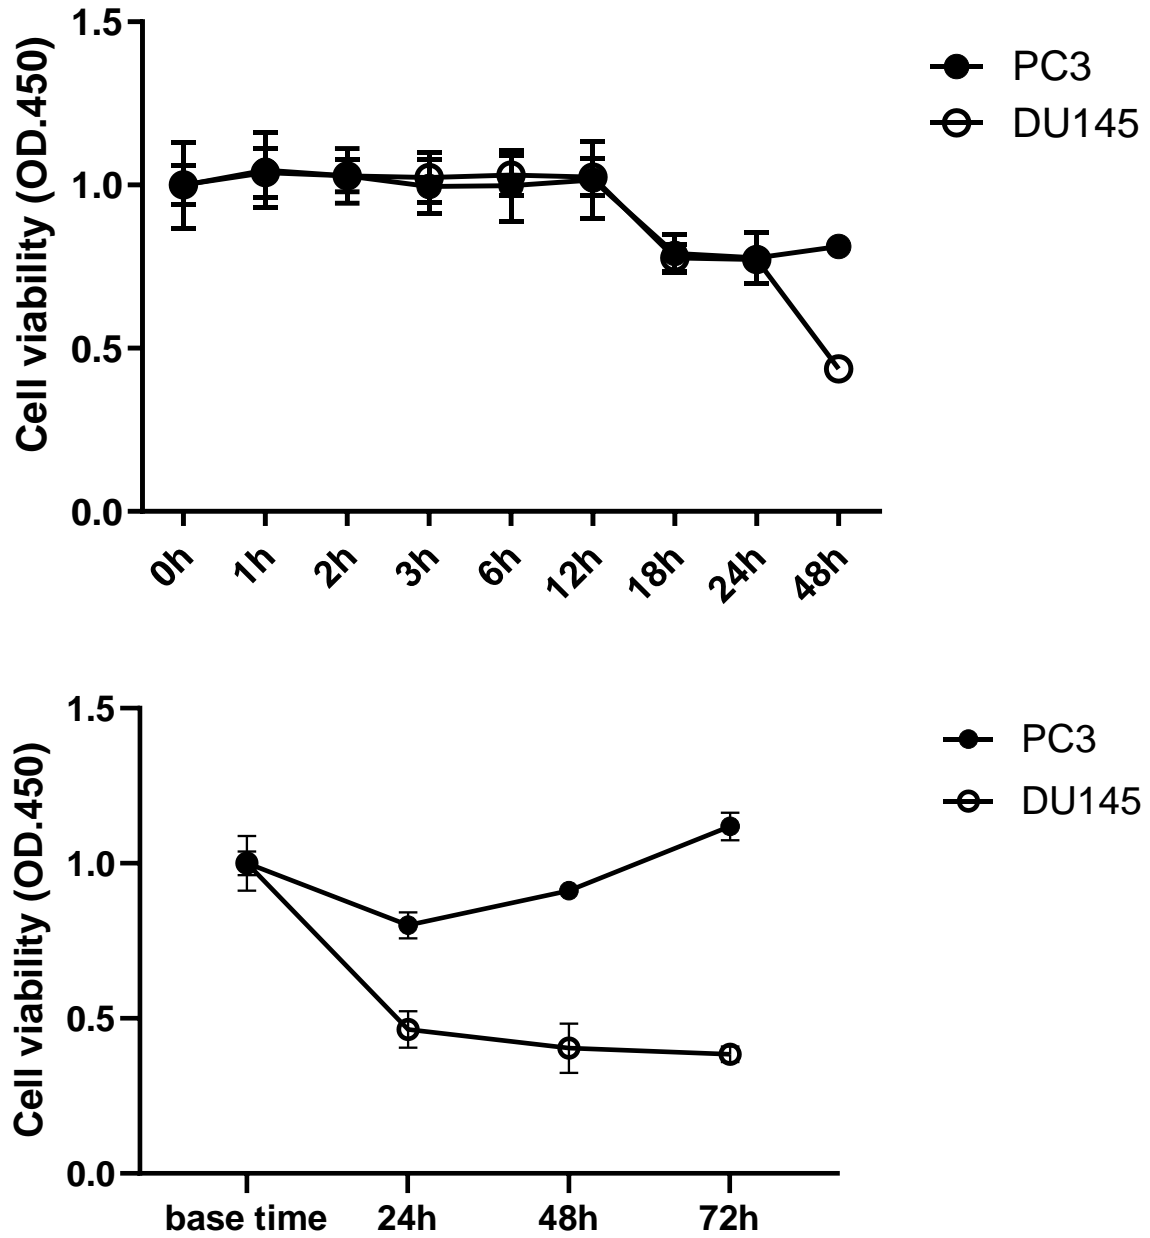 Cell viability (OD.450)
1.5
1.0
0.5
0.0
0h 1h 2h 3h 6h 12h 18h 24h 48h
PC3
DU145
Cell viability (OD.450)
1.5
1.0
0.5
0.0
base time 24h 48h 72h
PC3
DU145